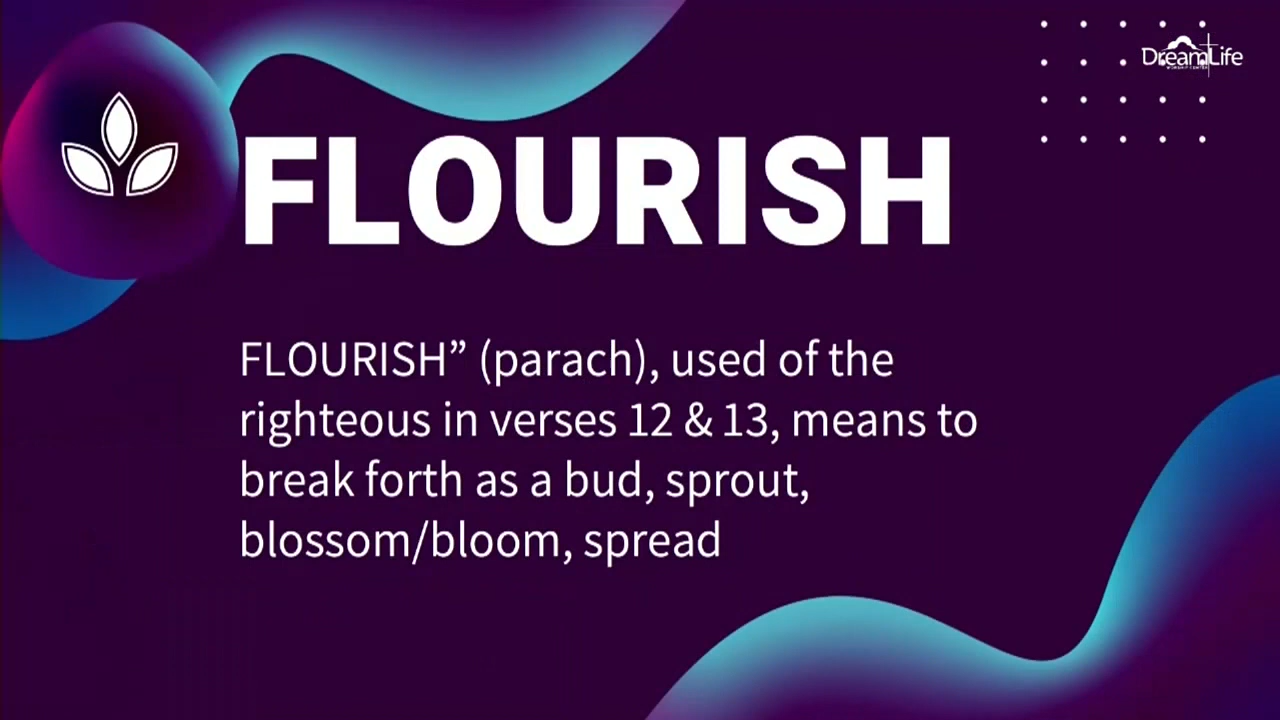 DreamLife
FLOURISH
FLOURISH” (parach), used of the
righteous in verses 12 & 13, means to
break forth as a bud, sprout,
blossom/bloom, spread